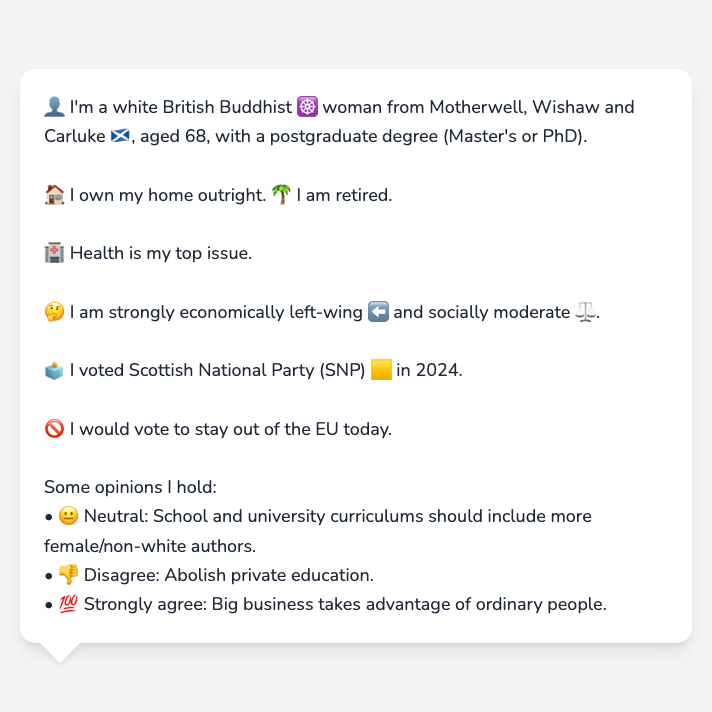 👤 I'm a white British Buddhist ☸️ woman from Motherwell, Wishaw and
Carluke 🏴󠁧󠁢󠁳󠁣󠁴󠁿, aged 68, with a postgraduate degree (Master's or PhD).
🏠 I own my home outright. 🌴 I am retired.
🏥 Health is my top issue.
🤔 I am strongly economically left-wing ⬅️ and socially moderate ⚖️.
🗳️ I voted Scottish National Party (SNP) 🟨 in 2024.
🚫 I would vote to stay out of the EU today.
Some opinions I hold:
• 😐 Neutral: School and university curriculums should include more
female/non-white authors.
• 👎 Disagree: Abolish private education.
• 💯 Strongly agree: Big business takes advantage of ordinary people.